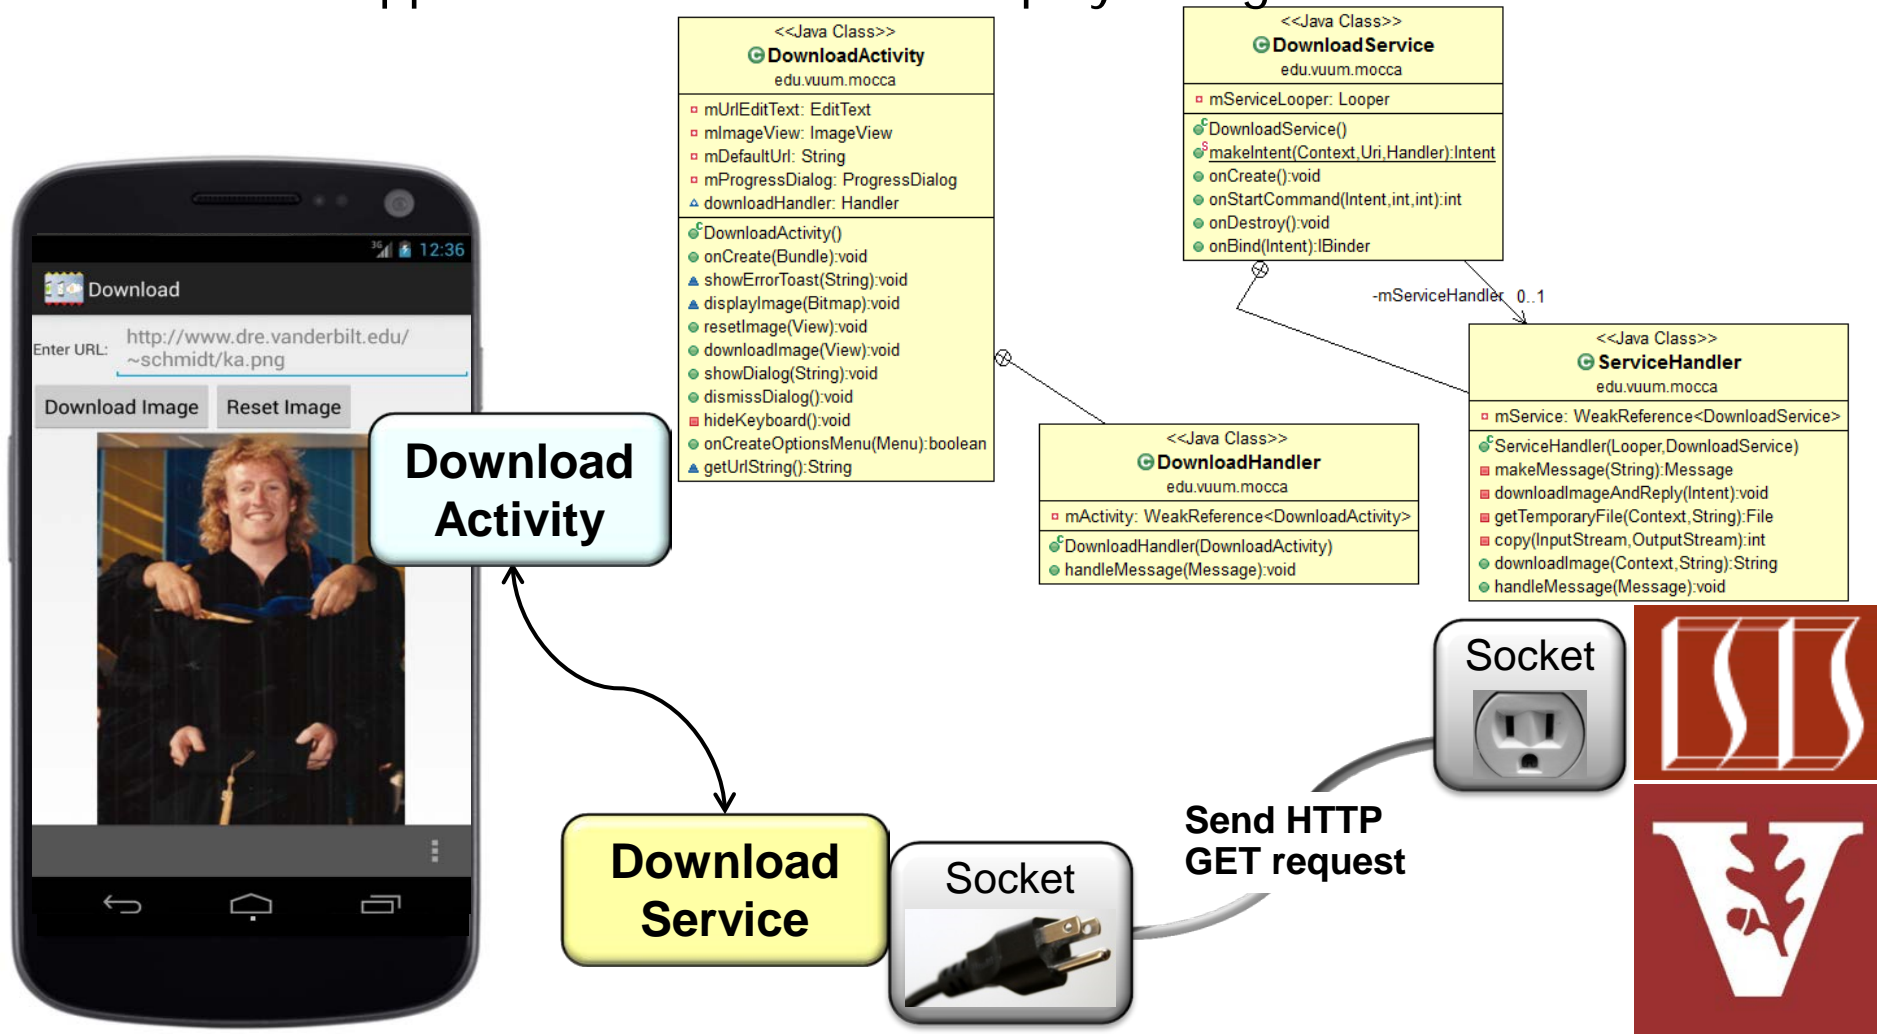 <<Java Class>>
DownloadActivity
edu.vuum.mocca
mUrlEditText: EditText
mImageView: ImageView
mDefaultUrl: String
mProgressDialog: ProgressDialog
downloadHandler: Handler
DownloadActivity()
onCreate(Bundle):void
showErrorToast(String):void
displayImage(Bitmap):void
resetImage(View):void
downloadImage(View):void
showDialog(String):void
dismissDialog():void
hideKeyboard():void
onCreateOptionsMenu(Menu):boolean
getUrlString():String
<<Java Class>>
DownloadService
edu.vuum.mocca
mServiceLooper: Looper
DownloadService()
makeIntent(Context,Uri,Handler):Intent
onCreate():void
onStartCommand(Intent,int,int):int
onDestroy():void
onBind(Intent):IBinder
-mServiceHandler 0..1
<<Java Class>>
ServiceHandler
edu.vuum.mocca
mService: WeakReference<DownloadService>
ServiceHandler(Looper,DownloadService)
makeMessage(String):Message
downloadImageAndReply(Intent):void
getTemporaryFile(Context,String):File
copy(InputStream,OutputStream):int
downloadImage(Context,String):String
handleMessage(Message):void
<<Java Class>>
DownloadHandler
edu.vuum.mocca
mActivity: WeakReference<DownloadActivity>
DownloadHandler(DownloadActivity)
handleMessage(Message):void
3G 12:36
Download
Enter URL:
http://www.dre.vanderbilt.edu/
~schmidt/ka.png
Download Image Reset Image
Download
Activity
Download
Service
Socket
Send HTTP
GET request
Socket
ISIS
V